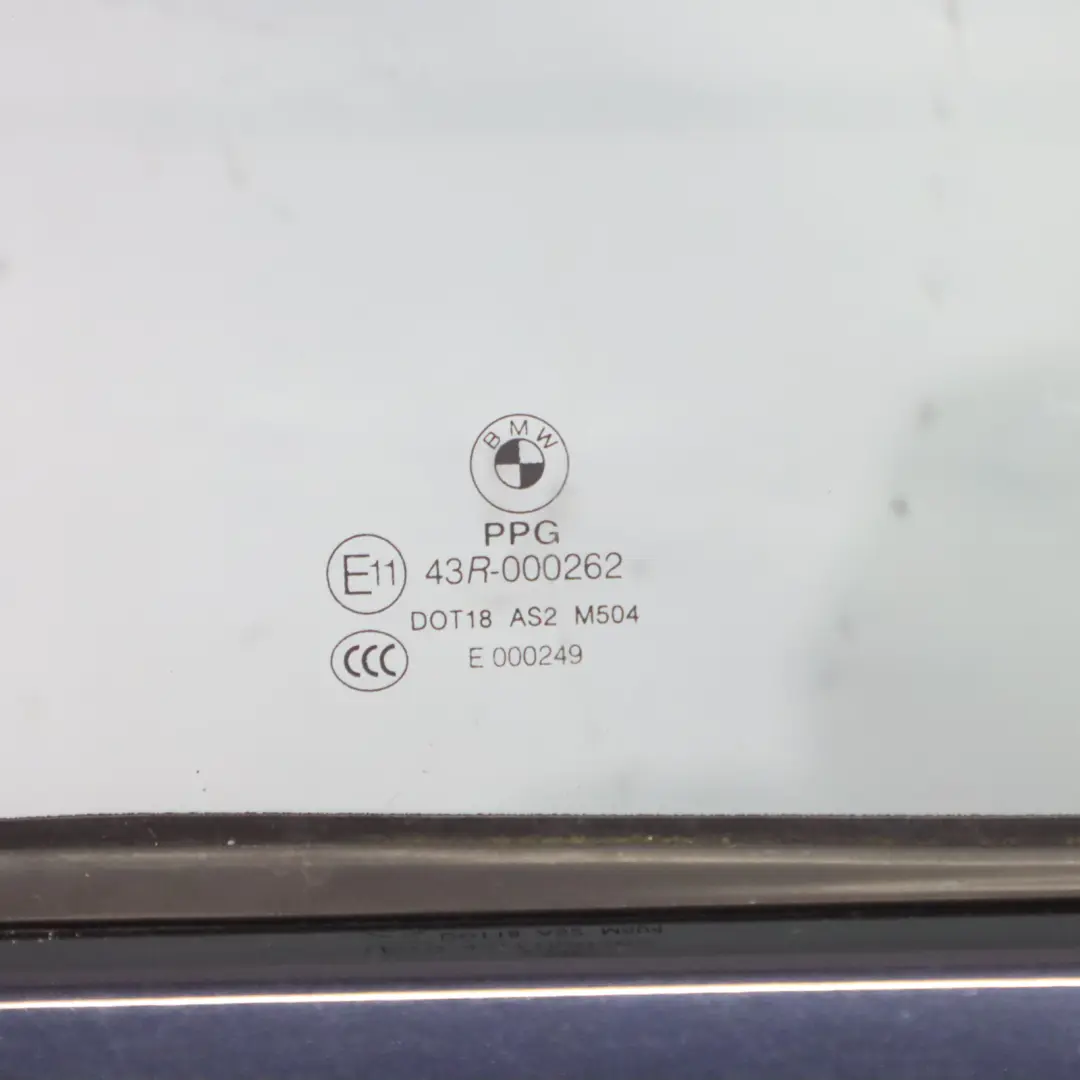 BMW
PPG
E11 43R-000262
DOT18 AS2 M504
CCC E 000249